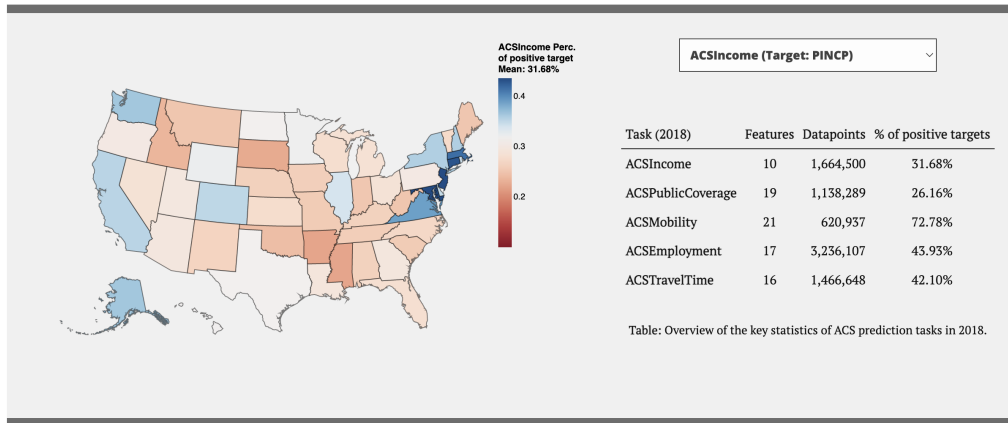 ACSIncome Perc.
of positive target
Mean: 31.68%
0.4
0.3
0.2
ACSIncome (Target: PINCP)
Task (2018) Features Datapoints % of positive targets
ACSIncome 10 1,664,500 31.68%
ACSPublicCoverage 19 1,138,289 26.16%
ACSMobility 21 620,937 72.78%
ACSEmployment 17 3,236,107 43.93%
ACSTravelTime 16 1,466,648 42.10%
Table: Overview of the key statistics of ACS prediction tasks in 2018.